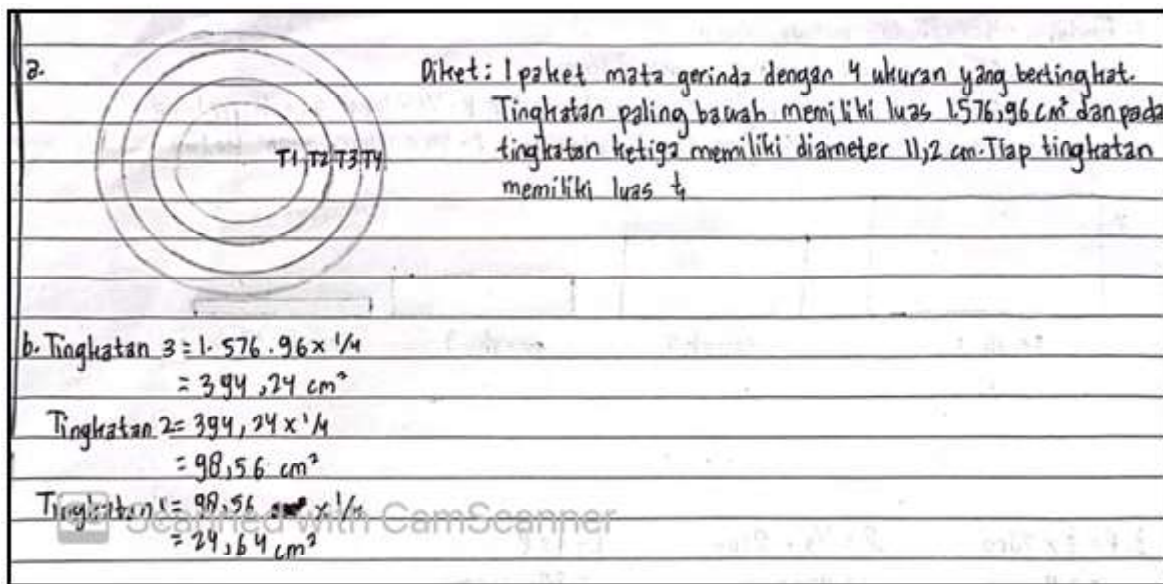 a.
T1 T2 T3 T4
Diket: 1 paket mata gerinda dengan 4 ukuran yang bertingkat.
Tingkatan paling bawah memiliki luas 1.576,96 cm² dan pada
tingkatan ketiga memiliki diameter 11,2 cm. Tiap tingkatan
memiliki luas
b. Tingkatan 3 = 1.576.96 x 1/4
= 394,24 cm²
Tingkatan 2 = 394,24 x 1/4
= 98,56 cm²
Tingkatan = 98,56 x 1/4
= 24,64 cm²
Scanned with CamScanner